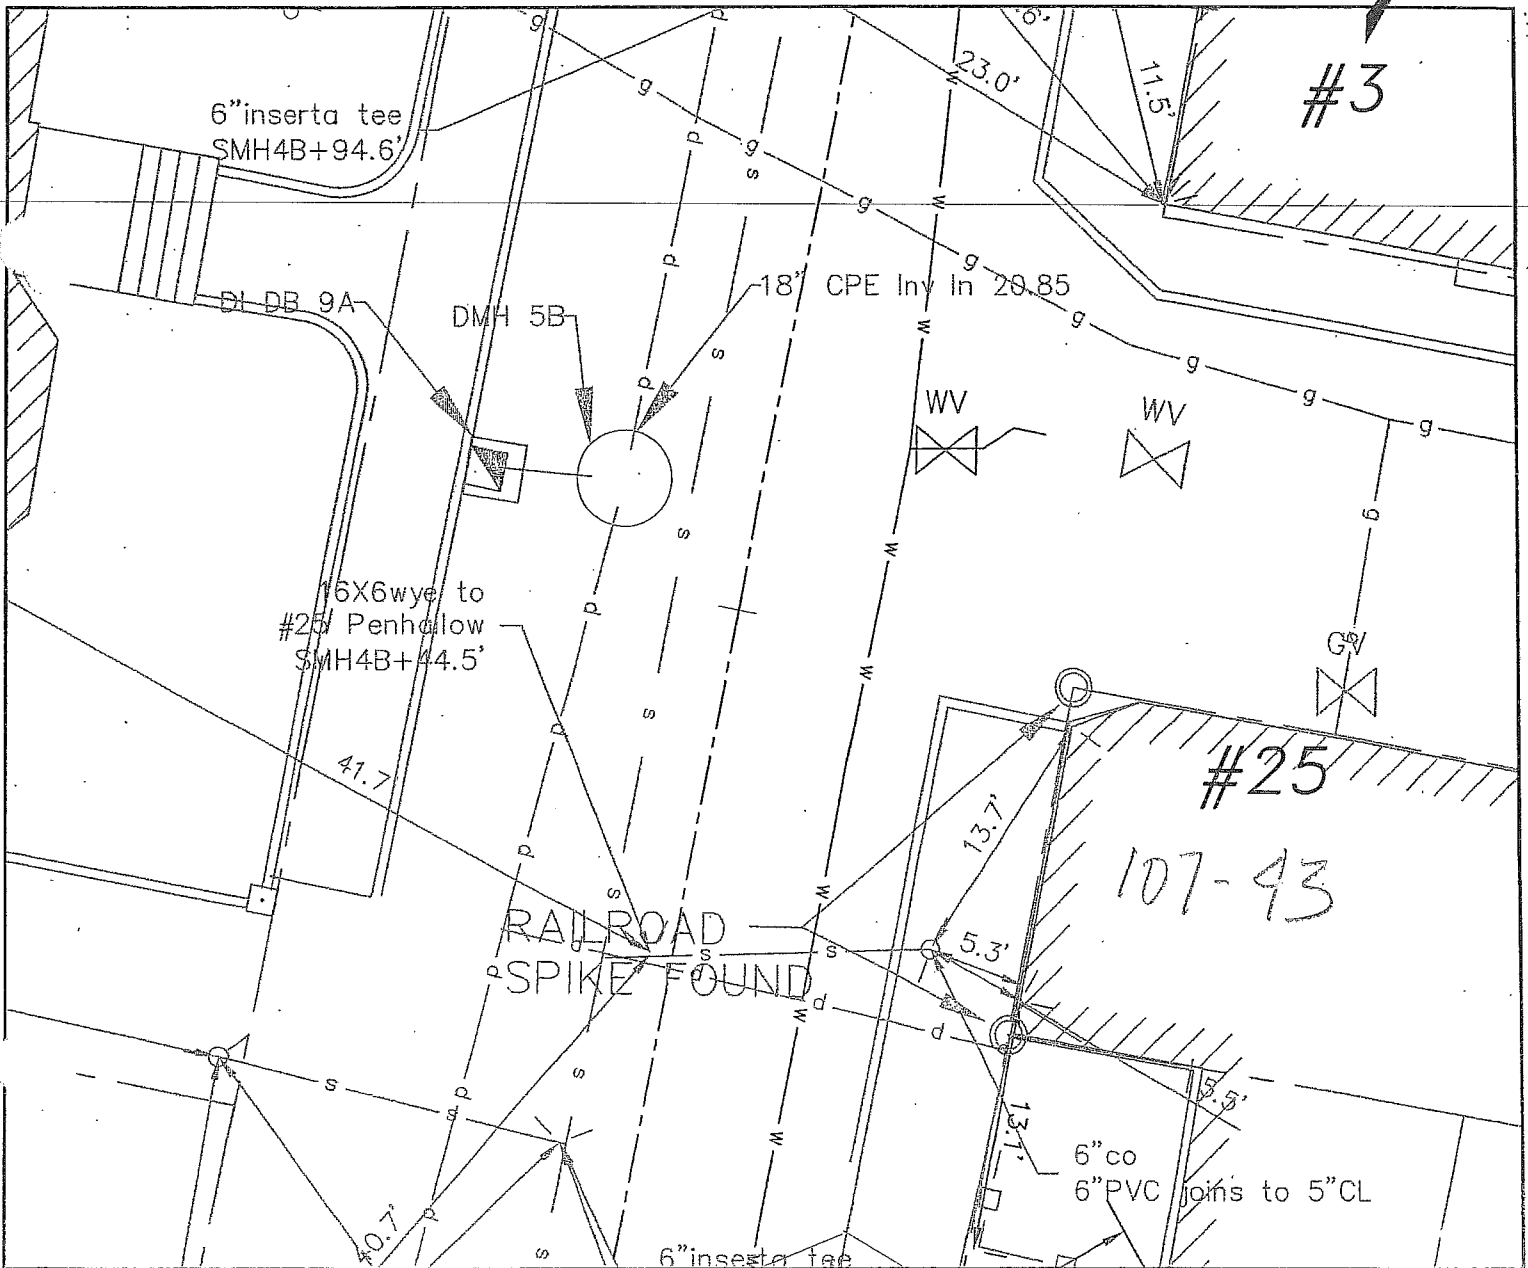 #3
23.0'
11.5'
6"inserta tee
SMH4B+94.6'
DI DB 9A
DMH 5B
18" CPE Inv In 20.85
WV
WV
16X6wye to
#25 Penhallow
SMH4B+44.5'
GV
#25
41.7
13.7'
107-43
RAILROAD
SPIKE FOUND
5.3'
5.5'
13.1'
6"co
6"PVC joins to 5"CL
40.7'
6"inserta tee